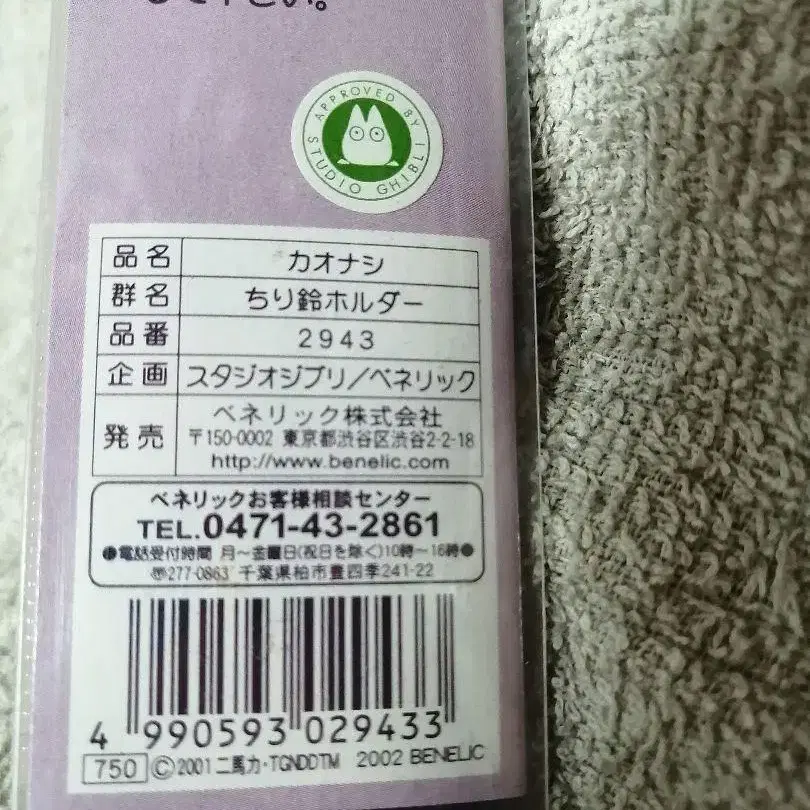 して下さい。
APPROVED BY STUDIO GHIBLI
品名 カオナシ
群名 ちり鈴ホルダー
品番 2943
企画 スタジオジブリ／ベネリック
発売 ベネリック株式会社
〒150-0002 東京都渋谷区渋谷2-2-18
http://www.benelic.com
ベネリックお客様相談センター
TEL.0471-43-2861
●電話受付時間 月～金曜日(祝日を除く)10時～16時●
〒277-0863 千葉県柏市豊四季241-22
4 990593 029433
750 ©2001 二馬力・TGNDDTM 2002 BENELIC